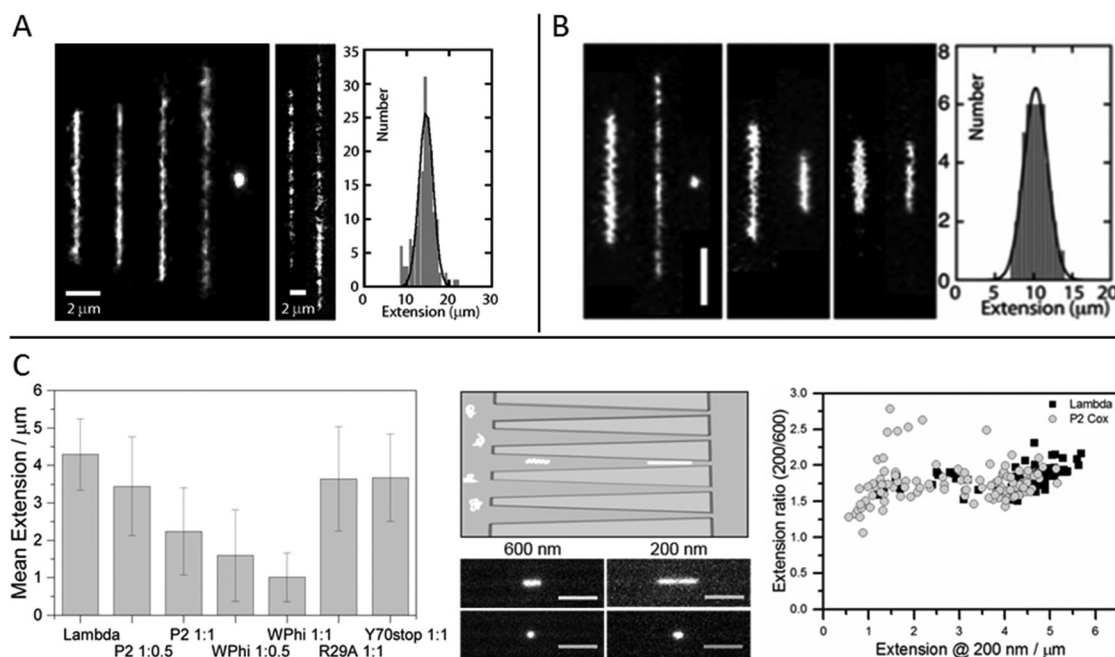 A
2 μm
2 μm
Number
35
30
25
20
15
10
5
0
0 10 20 30
Extension (μm)
B
Number
8
6
4
2
0
0 5 10 15 20
Extension (μm)
C
Mean Extension / μm
6
5
4
3
2
1
0
Lambda P2 1:1 WPhi 1:1 Y70stop 1:1
P2 1:0.5 WPhi 1:0.5 R29A 1:1
600 nm 200 nm
Extension ratio (200/600)
3.0
2.5
2.0
1.5
1.0
0.5
0.0
Lambda
P2 Cox
0 1 2 3 4 5 6
Extension @ 200 nm / μm